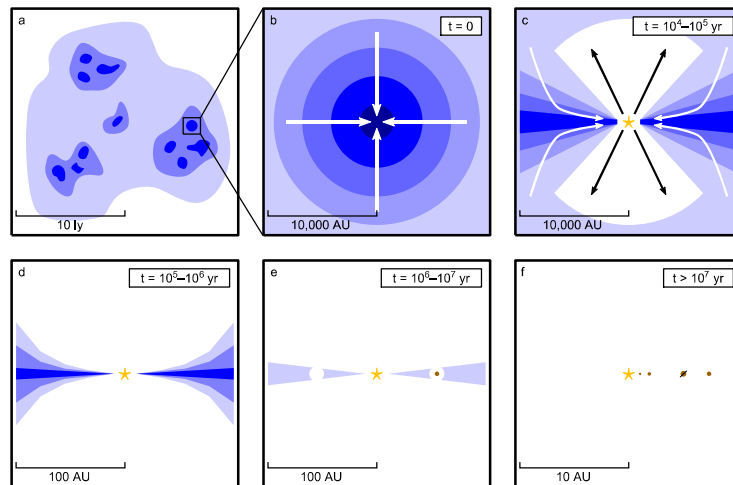 a
10 ly
b
t = 0
10,000 AU
c
t = 10⁴–10⁵ yr
10,000 AU
d
t = 10⁵–10⁶ yr
100 AU
e
t = 10⁶–10⁷ yr
100 AU
f
t > 10⁷ yr
10 AU